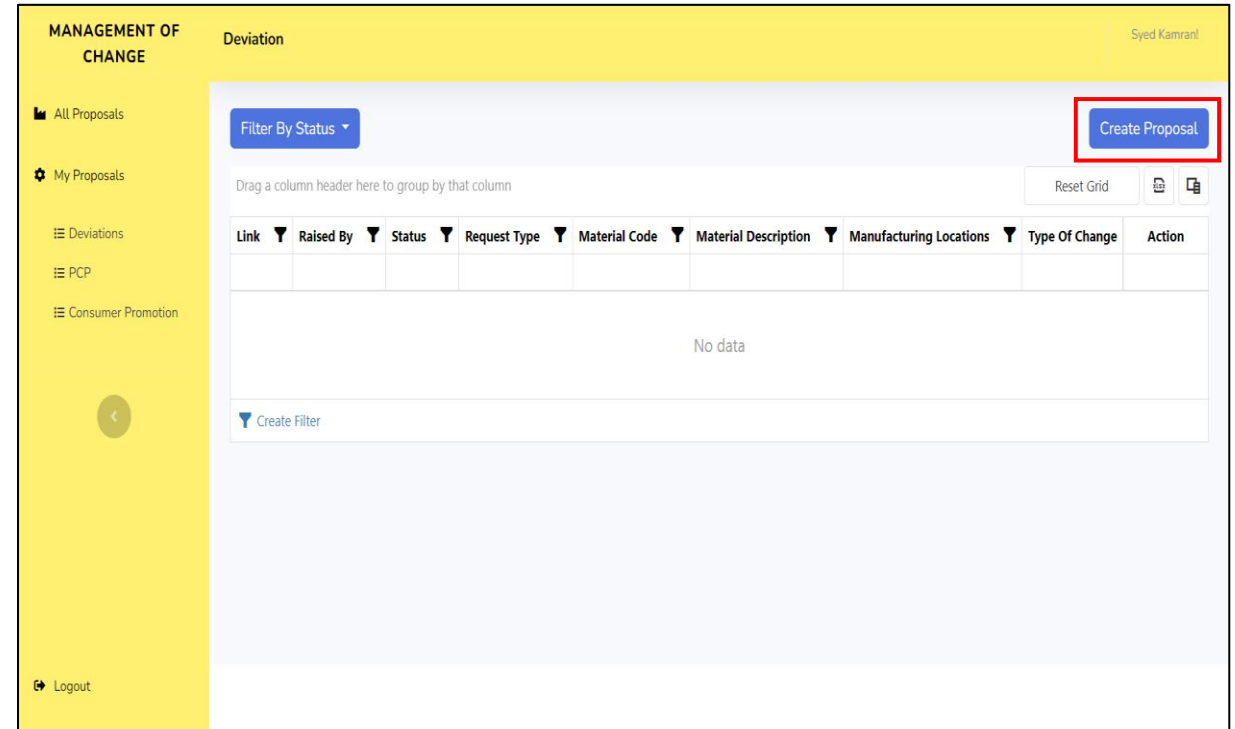 MANAGEMENT OF
CHANGE
Deviation
Syed Kamran!
All Proposals
My Proposals
Deviations
PCP
Consumer Promotion
Logout
Filter By Status
Create Proposal
Drag a column header here to group by that column
Reset Grid
XLSX
Link Raised By Status Request Type Material Code Material Description Manufacturing Locations Type Of Change Action
No data
Create Filter